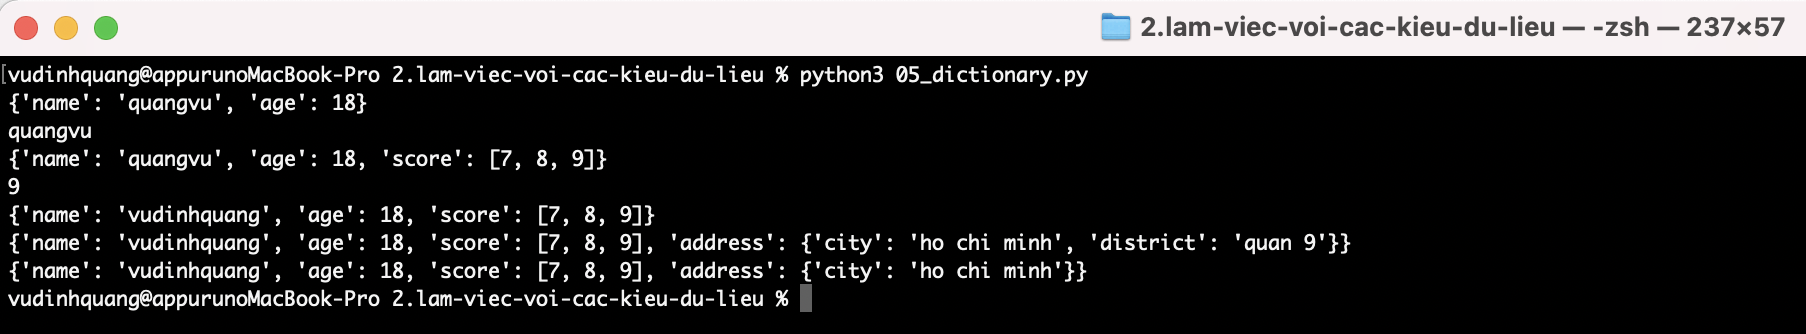 2.lam-viec-voi-cac-kieu-du-lieu — -zsh — 237×57
vudinhquang@appurunoMacBook-Pro 2.lam-viec-voi-cac-kieu-du-lieu % python3 05_dictionary.py
{'name': 'quangvu', 'age': 18}
quangvu
{'name': 'quangvu', 'age': 18, 'score': [7, 8, 9]}
9
{'name': 'vudinhquang', 'age': 18, 'score': [7, 8, 9]}
{'name': 'vudinhquang', 'age': 18, 'score': [7, 8, 9], 'address': {'city': 'ho chi minh', 'district': 'quan 9'}}
{'name': 'vudinhquang', 'age': 18, 'score': [7, 8, 9], 'address': {'city': 'ho chi minh'}}
vudinhquang@appurunoMacBook-Pro 2.lam-viec-voi-cac-kieu-du-lieu %